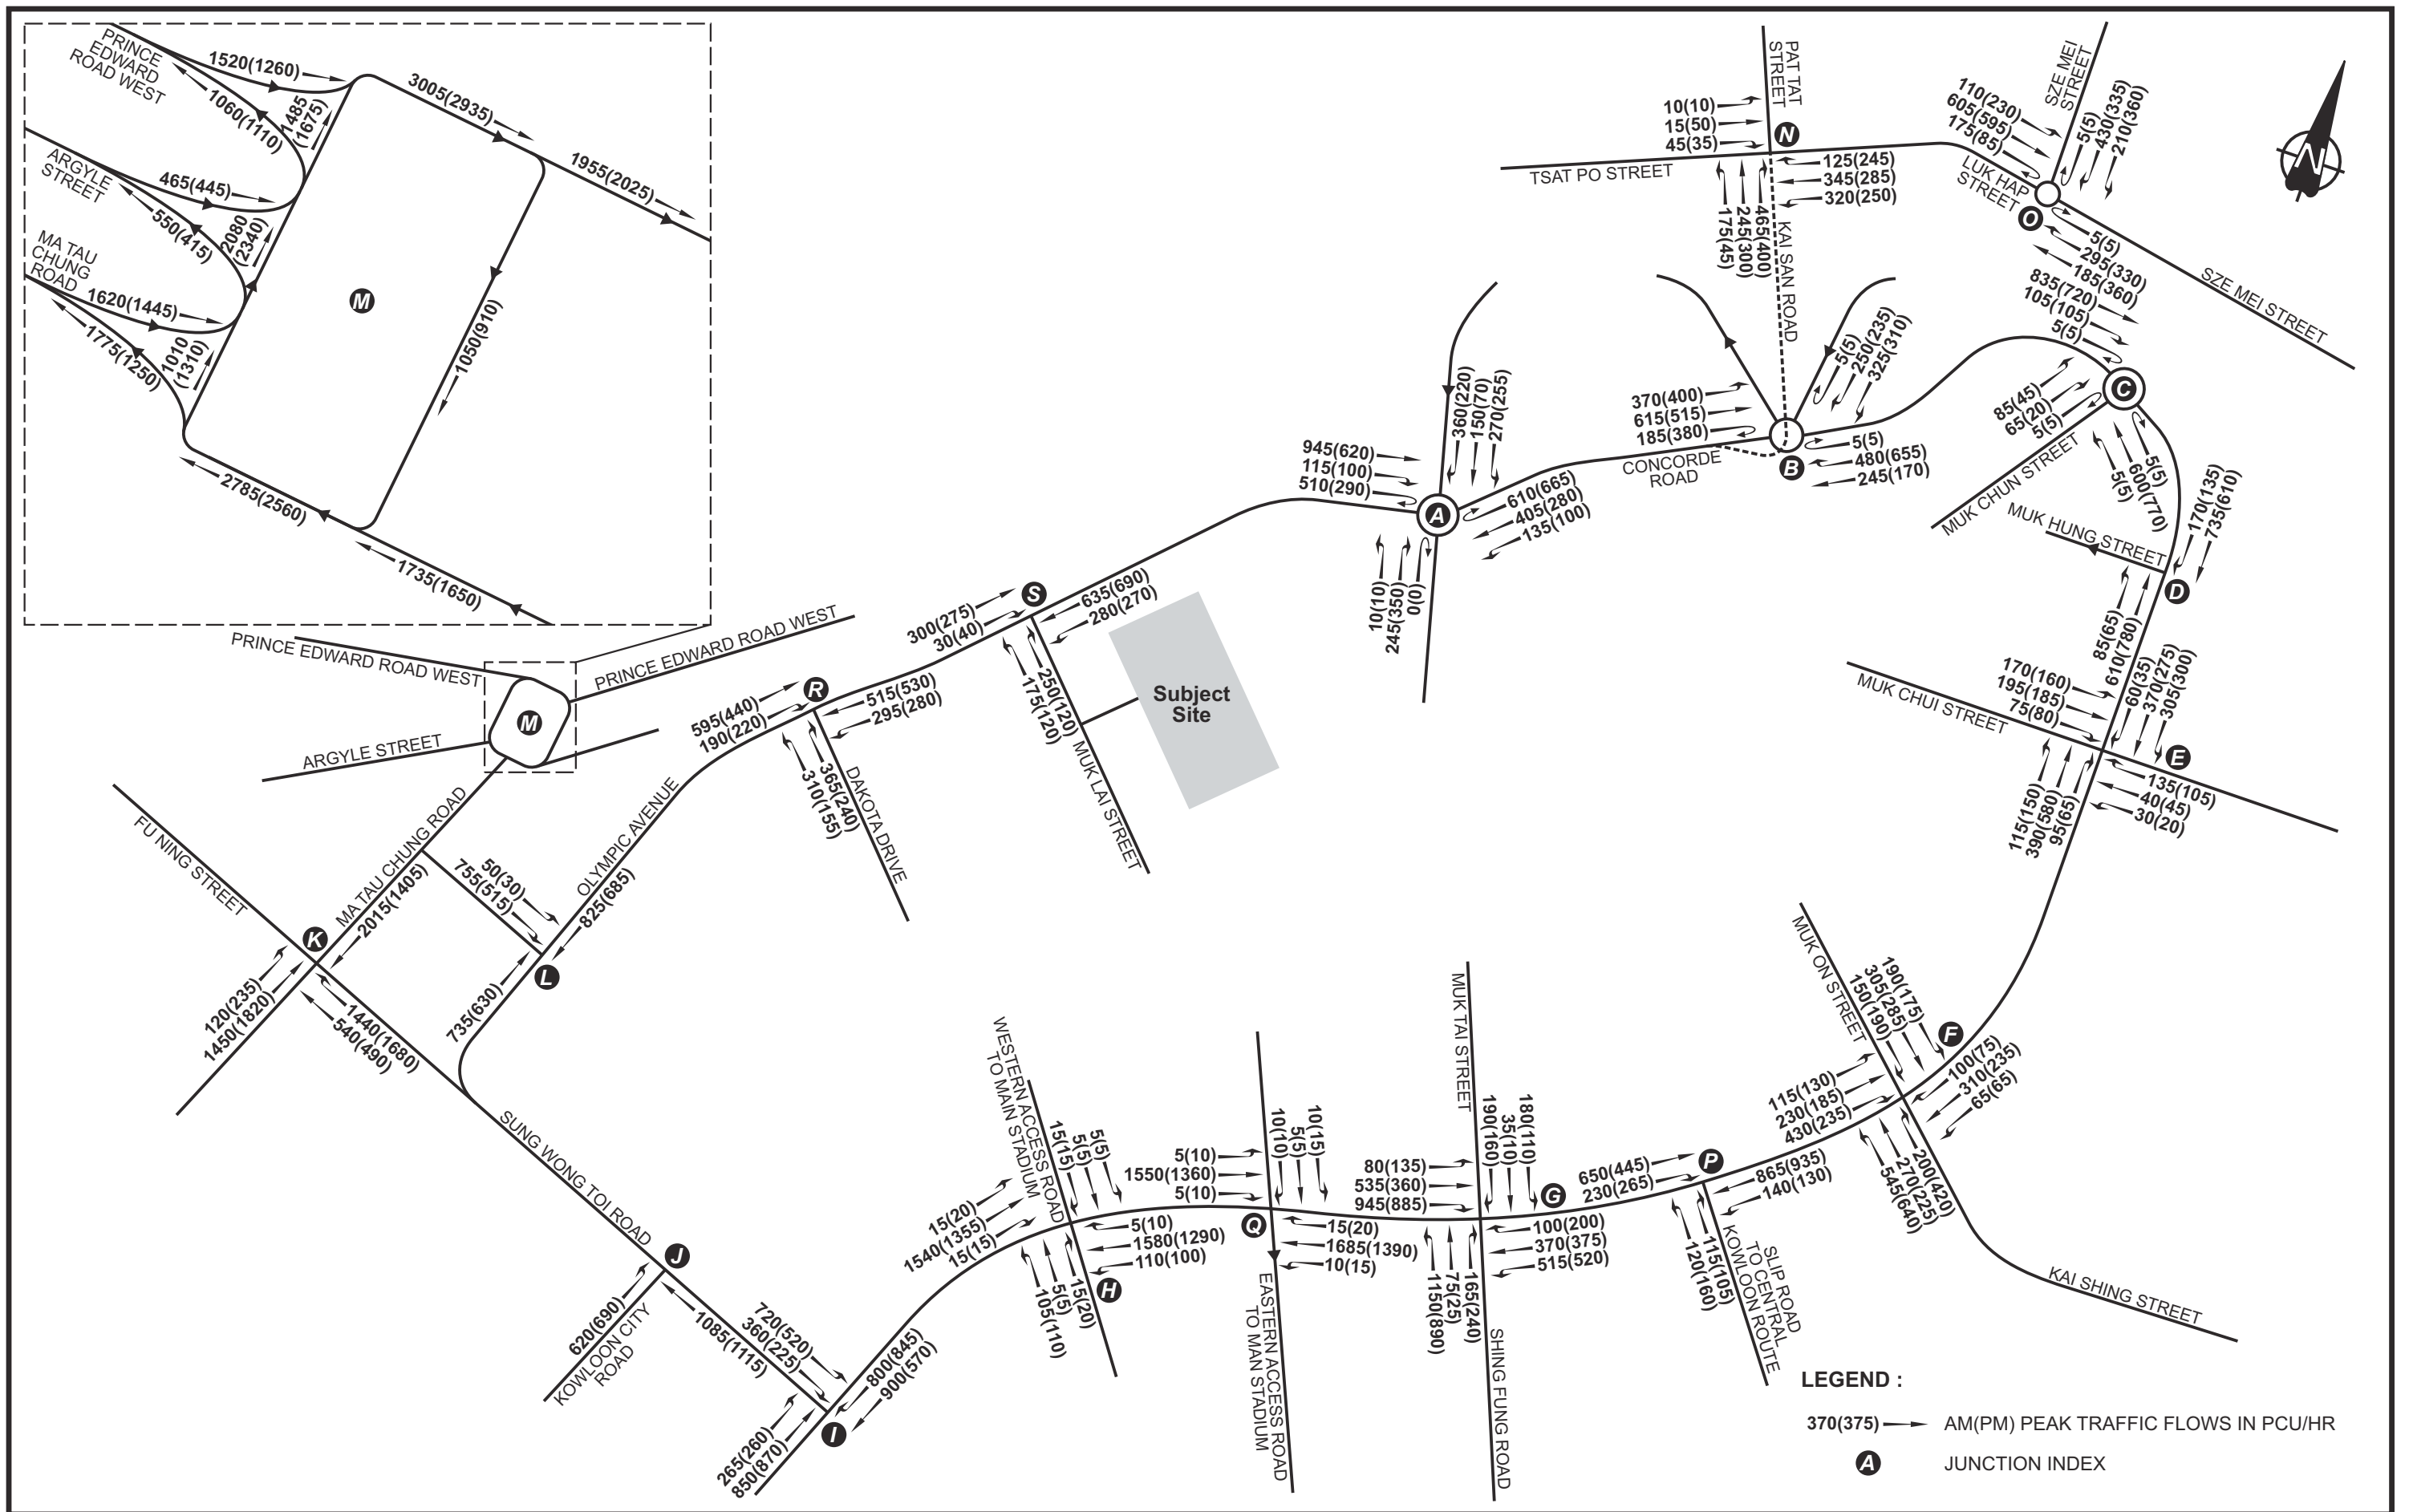 PRINCE
EDWARD
ROAD WEST
1520(1260)
1060(1110)
1485
(1675)
3005(2935)
1955(2025)
ARGYLE
STREET
465(445)
550(415)
2080
(2340)
MA TAU
CHUNG
ROAD
1620(1445)
1775(1250)
1010
(1310)
M
1050(910)
2785(2560)
1735(1650)
PRINCE EDWARD ROAD WEST
PRINCE EDWARD ROAD WEST
M
ARGYLE STREET
FU NING STREET
MA TAU CHUNG ROAD
2015(1405)
K
120(235)
1450(1820)
1440(1680)
540(490)
50(30)
755(515)
OLYMPIC AVENUE
825(685)
L
735(630)
SUNG WONG TOI ROAD
J
620(690)
KOWLOON CITY
ROAD
1085(1115)
720(520)
360(225)
800(845)
900(570)
I
265(260)
850(870)
595(440)
190(220)
R
515(530)
295(280)
365(240)
310(155)
DAKOTA DRIVE
300(275)
30(40)
S
635(690)
280(270)
250(120)
175(120)
MUK LAI STREET
Subject
Site
945(620)
115(100)
510(290)
360(220)
150(70)
270(255)
A
610(665)
405(280)
135(100)
10(10)
245(350)
0(0)
CONCORDE
ROAD
370(400)
615(515)
185(380)
5(5)
250(235)
325(310)
B
5(5)
480(655)
245(170)
KAI SAN ROAD
PAT TAT
STREET
10(10)
15(50)
45(35)
N
TSAT PO STREET
125(245)
345(285)
320(250)
175(45)
245(300)
465(400)
SZE MEI
STREET
110(230)
605(595)
175(85)
5(5)
430(335)
210(360)
LUK HAP
STREET
O
5(5)
295(330)
185(360)
SZE MEI STREET
N
835(720)
105(105)
5(5)
C
85(45)
65(20)
5(5)
MUK CHUN STREET
5(5)
600(770)
5(5)
MUK HUNG STREET
170(135)
735(610)
D
85(65)
610(780)
MUK CHUI STREET
170(160)
195(185)
75(80)
60(35)
370(275)
305(300)
E
135(105)
40(45)
30(20)
115(150)
390(580)
95(65)
MUK ON STREET
190(175)
305(285)
150(190)
F
100(75)
310(235)
65(65)
115(130)
230(185)
430(235)
200(420)
270(225)
545(640)
KAI SHING STREET
P
650(445)
230(265)
865(935)
140(130)
115(105)
120(160)
SLIP ROAD
TO CENTRAL
KOWLOON ROUTE
MUK TAI STREET
190(160)
35(10)
180(110)
80(135)
535(360)
945(885)
G
100(200)
370(375)
515(520)
1150(890)
75(25)
165(240)
SHING FUNG ROAD
10(10)
5(5)
10(15)
5(10)
1550(1360)
5(10)
Q
15(20)
1685(1390)
10(15)
EASTERN ACCESS ROAD
TO MAN STADIUM
WESTERN ACCESS ROAD
TO MAIN STADIUM
15(15)
5(5)
5(5)
15(20)
1540(1355)
15(15)
5(10)
1580(1290)
110(100)
H
15(20)
5(5)
105(110)
LEGEND :
370(375) AM(PM) PEAK TRAFFIC FLOWS IN PCU/HR
A JUNCTION INDEX